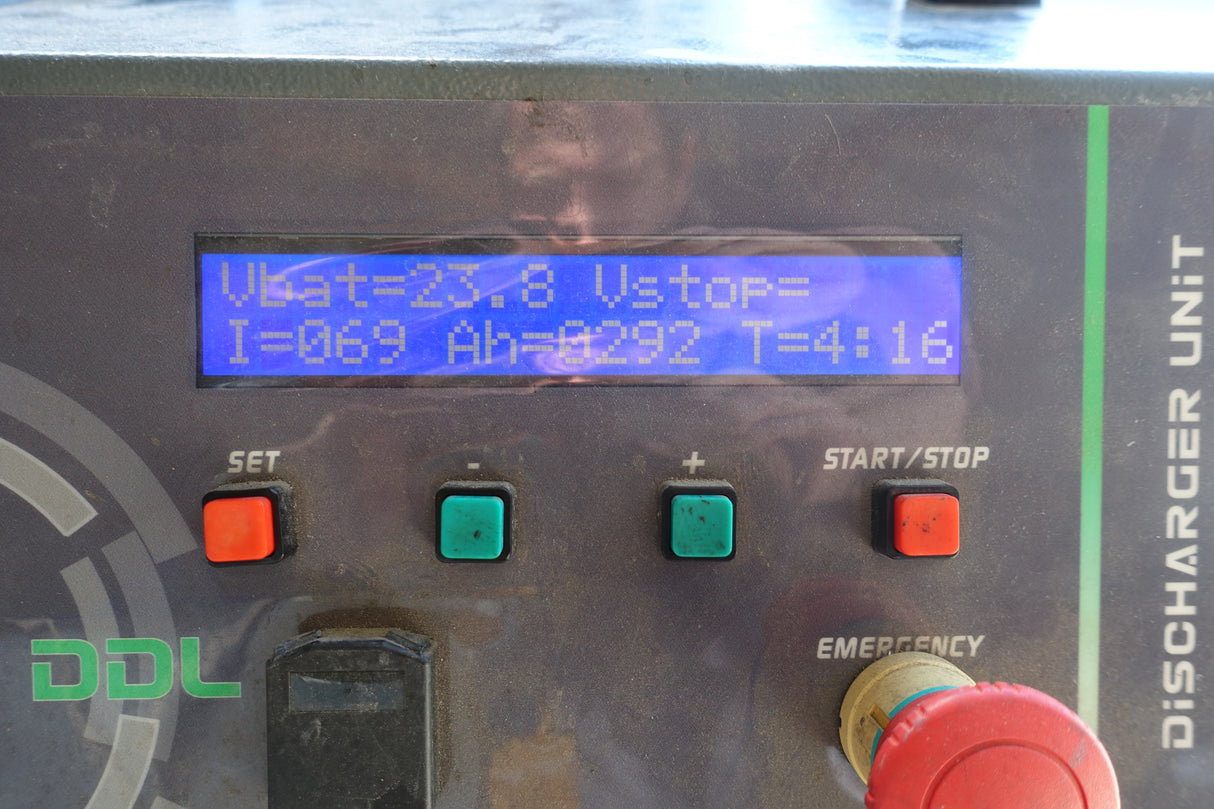 Vbat=23.8 Vstop=
I=069 Ah=0292 T=4:16
SET
-
+
START/STOP
DDL
EMERGENCY
DiSCHARGER UNiT